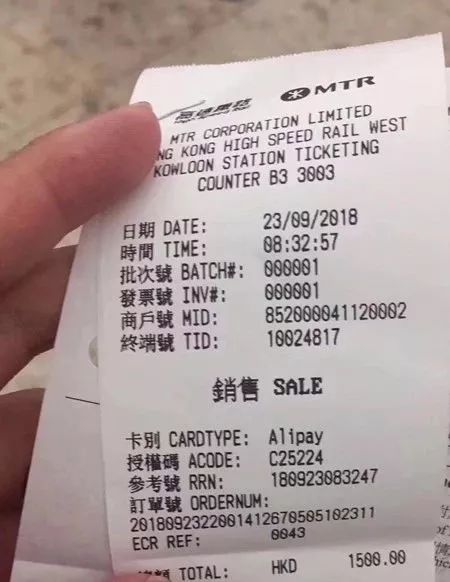 MTR
MTR CORPORATION LIMITED
NG KONG HIGH SPEED RAIL WEST
KOWLOON STATION TICKETING
COUNTER B3 3003
日期 DATE: 23/09/2018
時間 TIME: 08:32:57
批次號 BATCH#: 000001
發票號 INV#: 000001
商戶號 MID: 852000041120002
終端號 TID: 10024817
銷售 SALE
卡別 CARDTYPE: Alipay
授權碼 ACODE: C25224
參考號 RRN: 180923083247
訂單號 ORDERNUM:
2018092322001412670505102311
ECR REF: 0043
TOTAL: HKD 1500.00